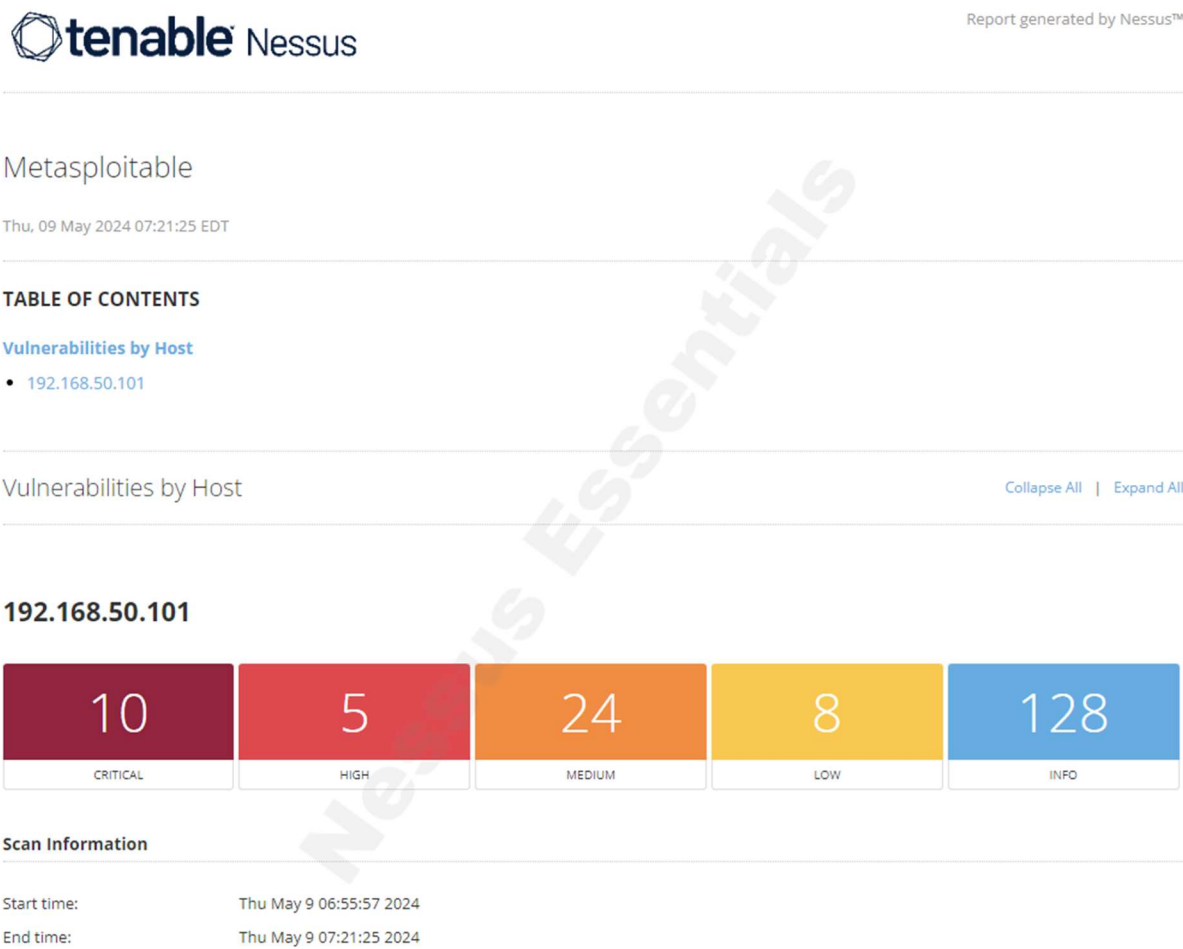 tenable Nessus
Report generated by Nessus™
Metasploitable
Thu, 09 May 2024 07:21:25 EDT
TABLE OF CONTENTS
Vulnerabilities by Host
• 192.168.50.101
Vulnerabilities by Host
Collapse All | Expand All
192.168.50.101
10 5 24 8 128
CRITICAL HIGH MEDIUM LOW INFO
Scan Information
Start time: Thu May 9 06:55:57 2024
End time: Thu May 9 07:21:25 2024
Nessus Essentials